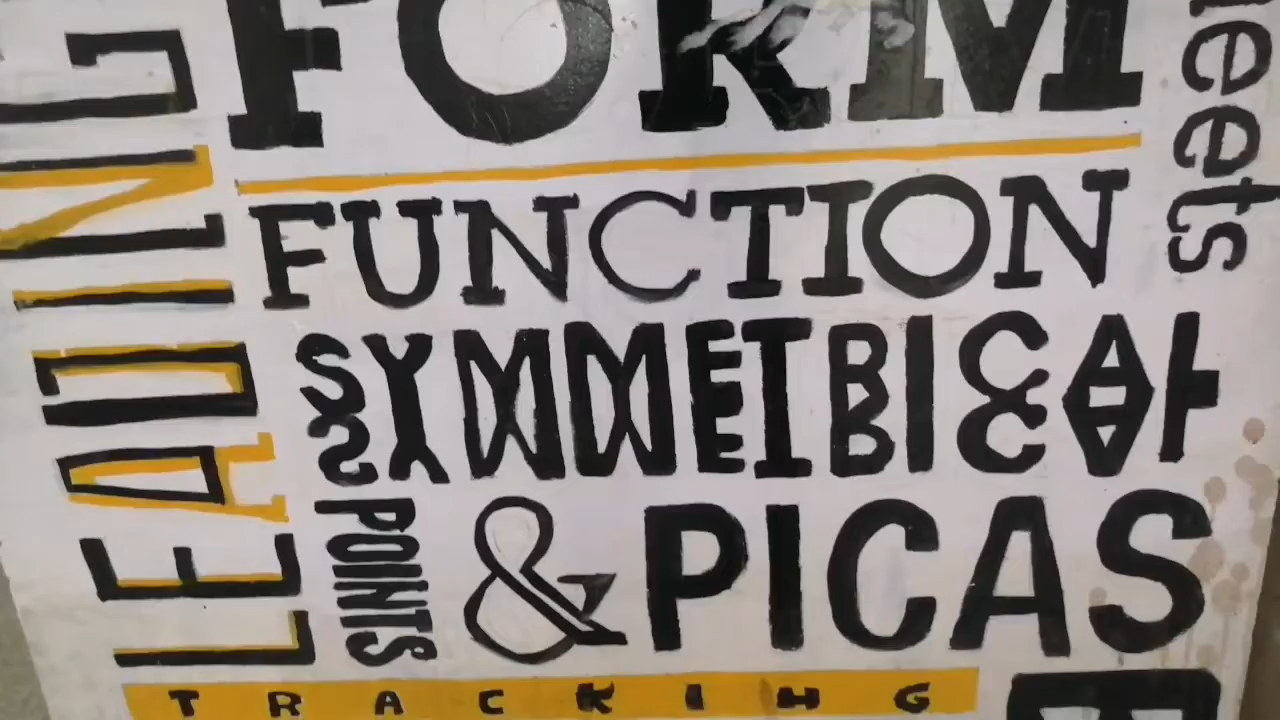 FORM
meets
FUNCTION
LEADING
SYMMETRICAL
POINTS
& PICAS
TRACKING